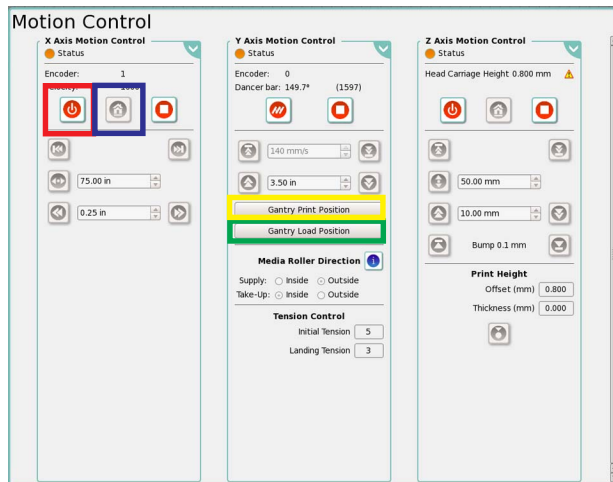 Motion Control
X Axis Motion Control
Status
Encoder: 1
75.00 in
0.25 in
Y Axis Motion Control
Status
Encoder: 0
Dancer bar: 149.7* (1597)
140 mm/s
3.50 in
Gantry Print Position
Gantry Load Position
Media Roller Direction
Supply: Inside Outside
Take-Up: Inside Outside
Tension Control
Initial Tension 5
Landing Tension 3
Z Axis Motion Control
Status
Head Carriage Height 0.800 mm
50.00 mm
10.00 mm
Bump 0.1 mm
Print Height
Offset (mm) 0.800
Thickness (mm) 0.000